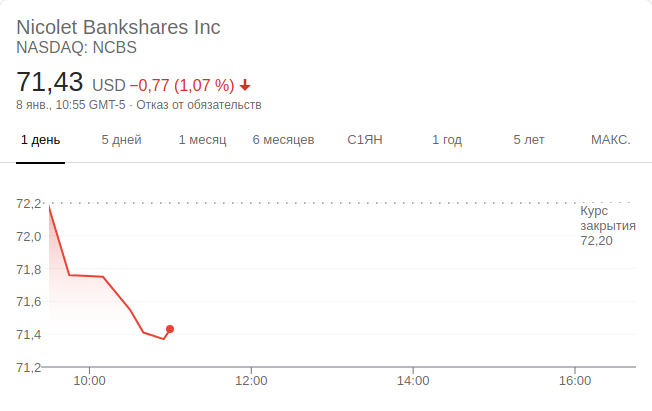 Nicolet Bankshares Inc
NASDAQ: NCBS
71,43 USD −0,77 (1,07 %)
8 янв., 10:55 GMT-5 · Отказ от обязательств
1 день 5 дней 1 месяц 6 месяцев С1ЯН 1 год 5 лет МАКС.
72,2
Курс
закрытия
72,20
72,0
71,8
71,6
71,4
71,2
10:00 12:00 14:00 16:00